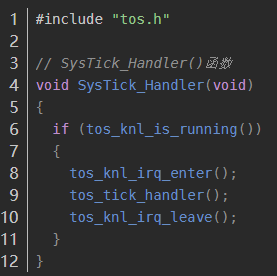 1 #include "tos.h"
2
3 // SysTick_Handler()函数
4 void SysTick_Handler(void)
5 {
6   if (tos_knl_is_running())
7   {
8     tos_knl_irq_enter();
9     tos_tick_handler();
10     tos_knl_irq_leave();
11   }
12 }